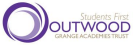 Students First
OUTWOOD
GRANGE ACADEMIES TRUST